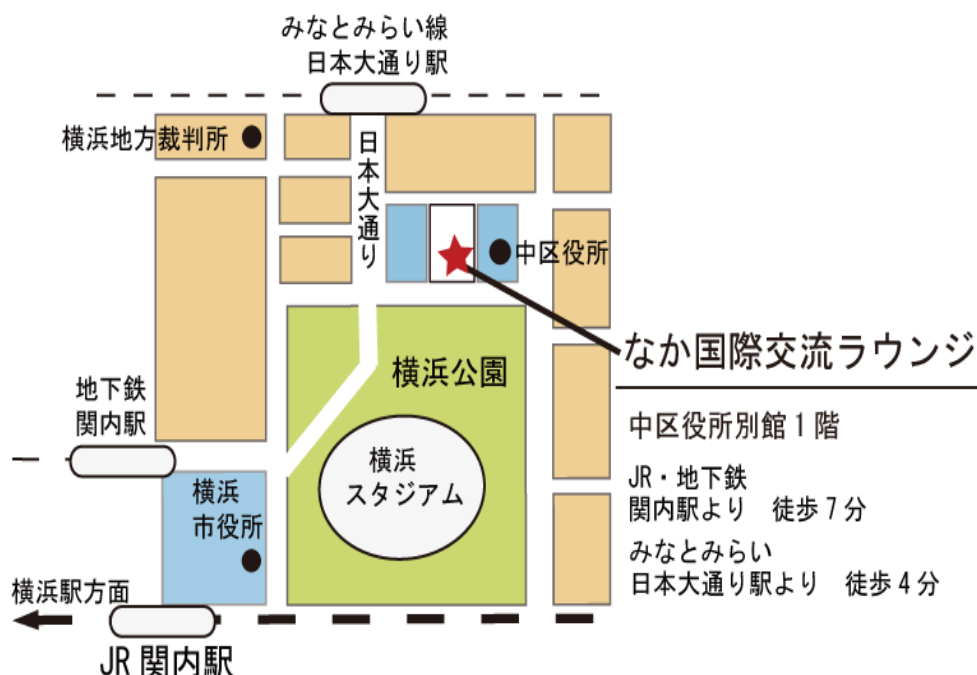 みなとみらい線
日本大通り駅
横浜地方裁判所
日本大通り
中区役所
なか国際交流ラウンジ
横浜公園
地下鉄
関内駅
中区役所別館1階
横浜
スタジアム
JR・地下鉄
関内駅より 徒歩7分
横浜
市役所
みなとみらい
日本大通り駅より 徒歩4分
横浜駅方面
JR関内駅